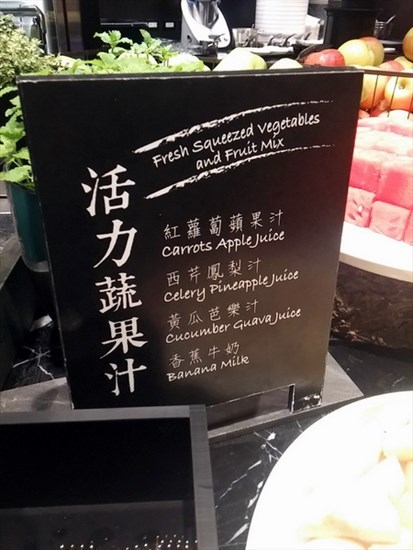 Fresh Squeezed Vegetables
and Fruit Mix
活力蔬果汁
紅蘿蔔蘋果汁
Carrots Apple Juice
西芹鳳梨汁
Celery Pineapple Juice
黃瓜芭樂汁
Cucumber Guava Juice
香蕉牛奶
Banana Milk